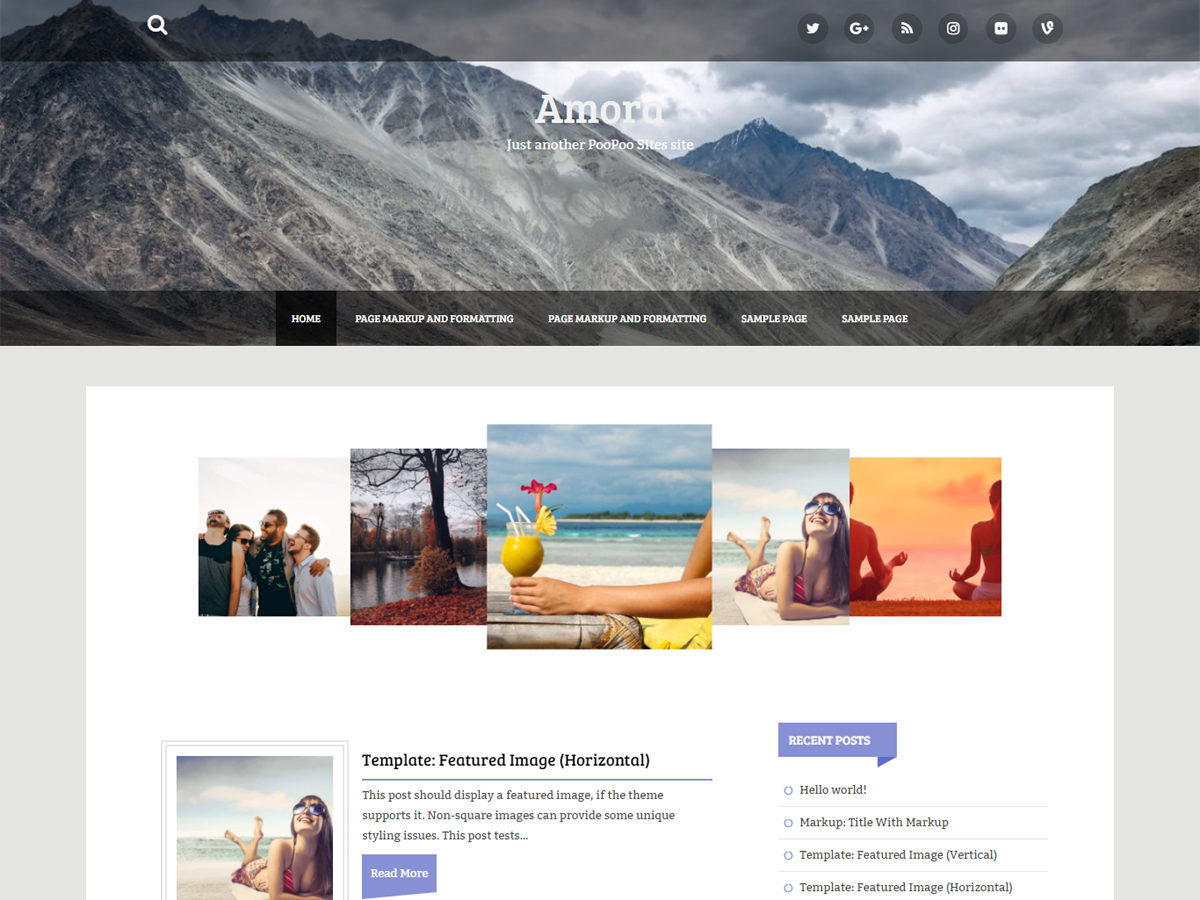 Amora
Just another PooPoo Sites site
HOME
PAGE MARKUP AND FORMATTING
PAGE MARKUP AND FORMATTING
SAMPLE PAGE
SAMPLE PAGE
Template: Featured Image (Horizontal)
This post should display a featured image, if the theme
supports it. Non-square images can provide some unique
styling issues. This post tests...
Read More
RECENT POSTS
Hello world!
Markup: Title With Markup
Template: Featured Image (Vertical)
Template: Featured Image (Horizontal)